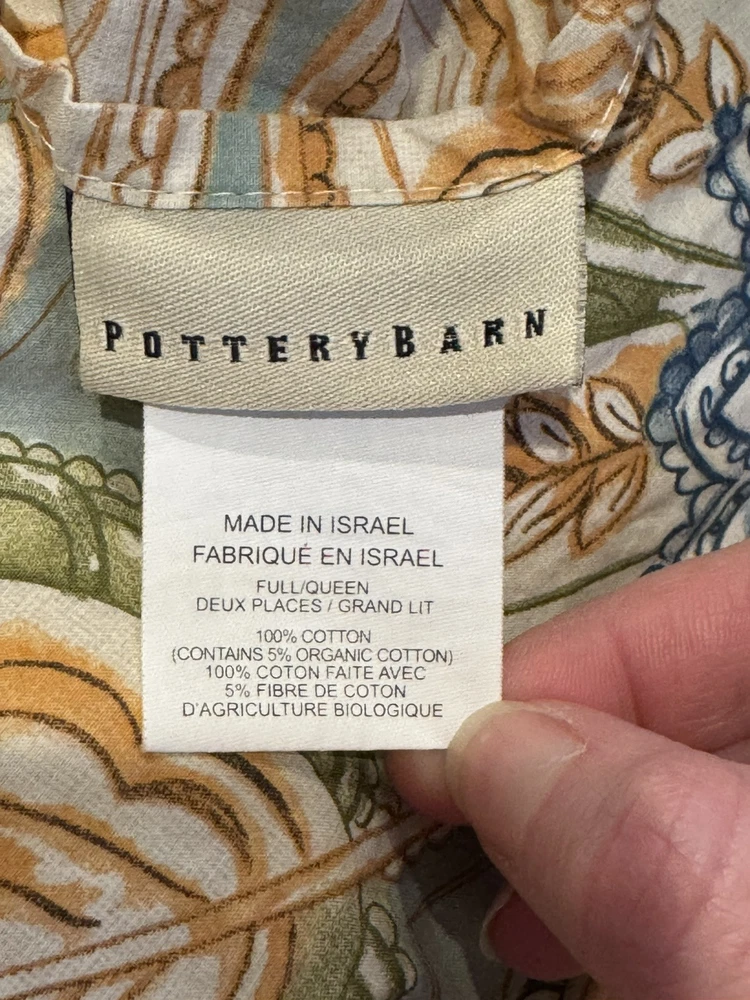 POTTERYBARN
MADE IN ISRAEL
FABRIQUÉ EN ISRAEL
FULL/QUEEN
DEUX PLACES / GRAND LIT
100% COTTON
(CONTAINS 5% ORGANIC COTTON)
100% COTON FAITE AVEC
5% FIBRE DE COTON
D'AGRICULTURE BIOLOGIQUE